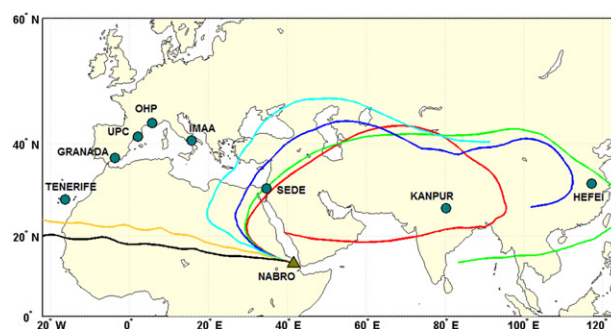 60° N
OHP
UPC
IMAA
40° N
GRANADA
TENERIFE
SEDE
KANPUR
HEFEI
20° N
NABRO
0°
20° W
0°
20° E
40° E
60° E
80° E
100° E
120° E